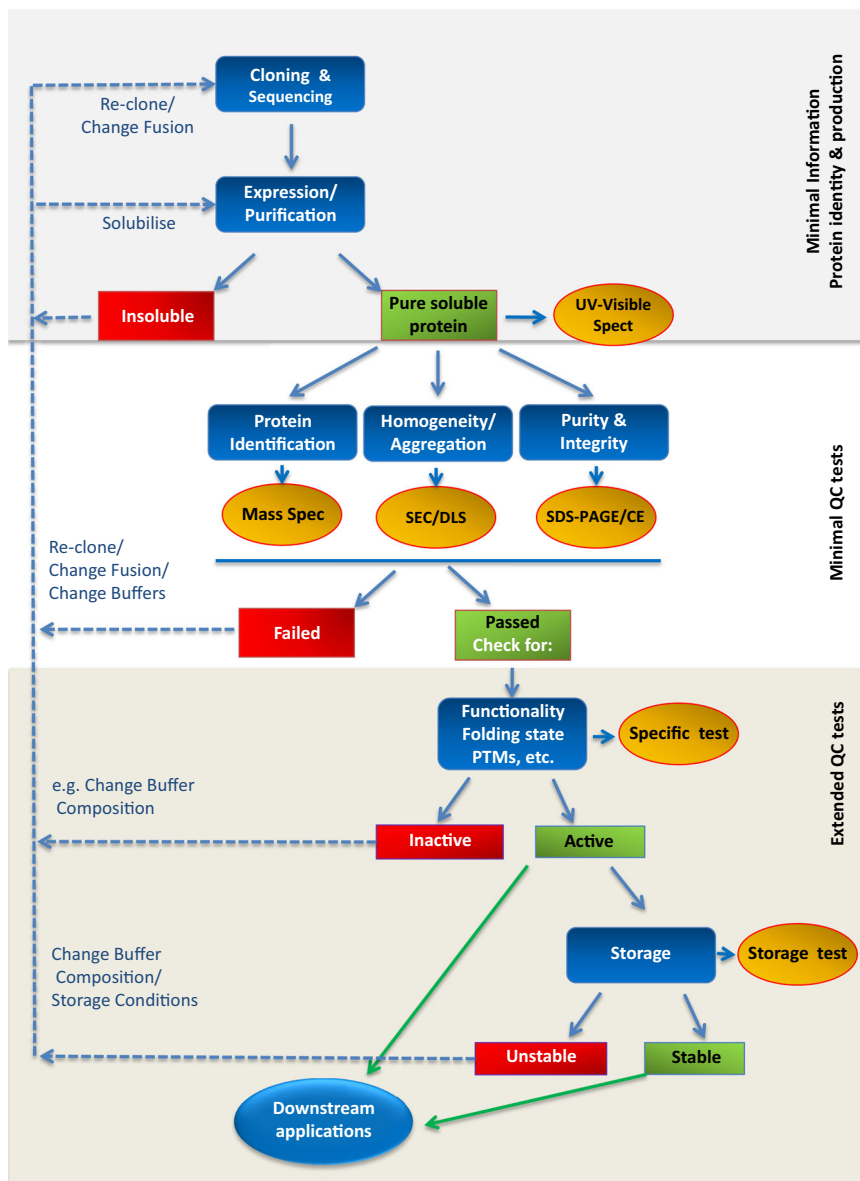 Cloning &
Sequencing
Re-clone/
Change Fusion
Expression/
Purification
Solubilise
Insoluble
Pure soluble
protein
UV-Visible
Spect
Minimal Information
Protein identity & production
Protein
Identification
Homogeneity/
Aggregation
Purity &
Integrity
Mass Spec
SEC/DLS
SDS-PAGE/CE
Minimal QC tests
Re-clone/
Change Fusion/
Change Buffers
Failed
Passed
Check for:
Functionality
Folding state
PTMs, etc.
Specific test
Extended QC tests
e.g. Change Buffer
Composition
Inactive
Active
Storage
Storage test
Change Buffer
Composition/
Storage Conditions
Unstable
Stable
Downstream
applications